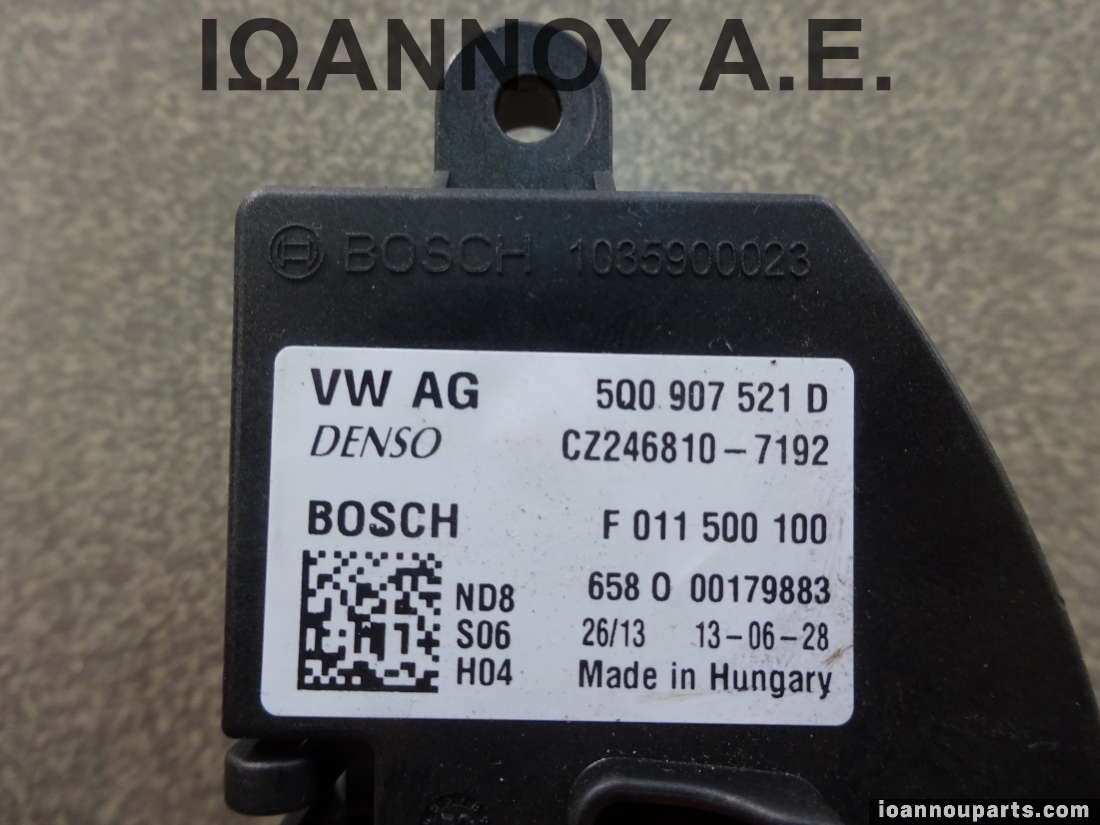 ΙΩΑΝΝΟΥ Α.Ε.
BOSCH 1035900023
VW AG 5Q0 907 521 D
DENSO CZ246810-7192
BOSCH F 011 500 100
ND8 658 O 00179883
S06 26/13 13-06-28
H04 Made in Hungary
ioannouparts.com